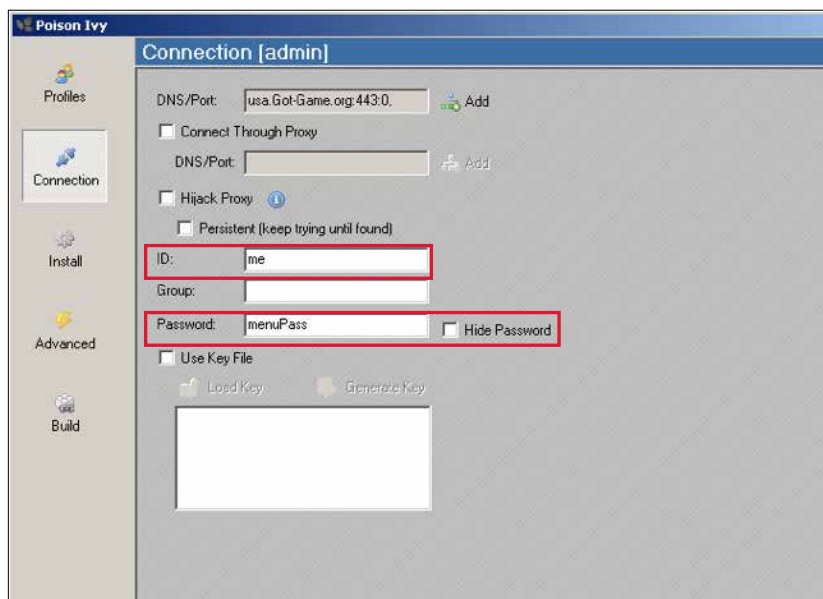 Poison Ivy
Connection [admin]
Profiles
DNS/Port: usa.Got-Game.org:443:0, Add
Connect Through Proxy
Connection
DNS/Port: Add
Hijack Proxy
Persistent (keep trying until found)
Install
ID: me
Group:
Password: menuPass Hide Password
Advanced
Use Key File
Load Key Generate Key
Build